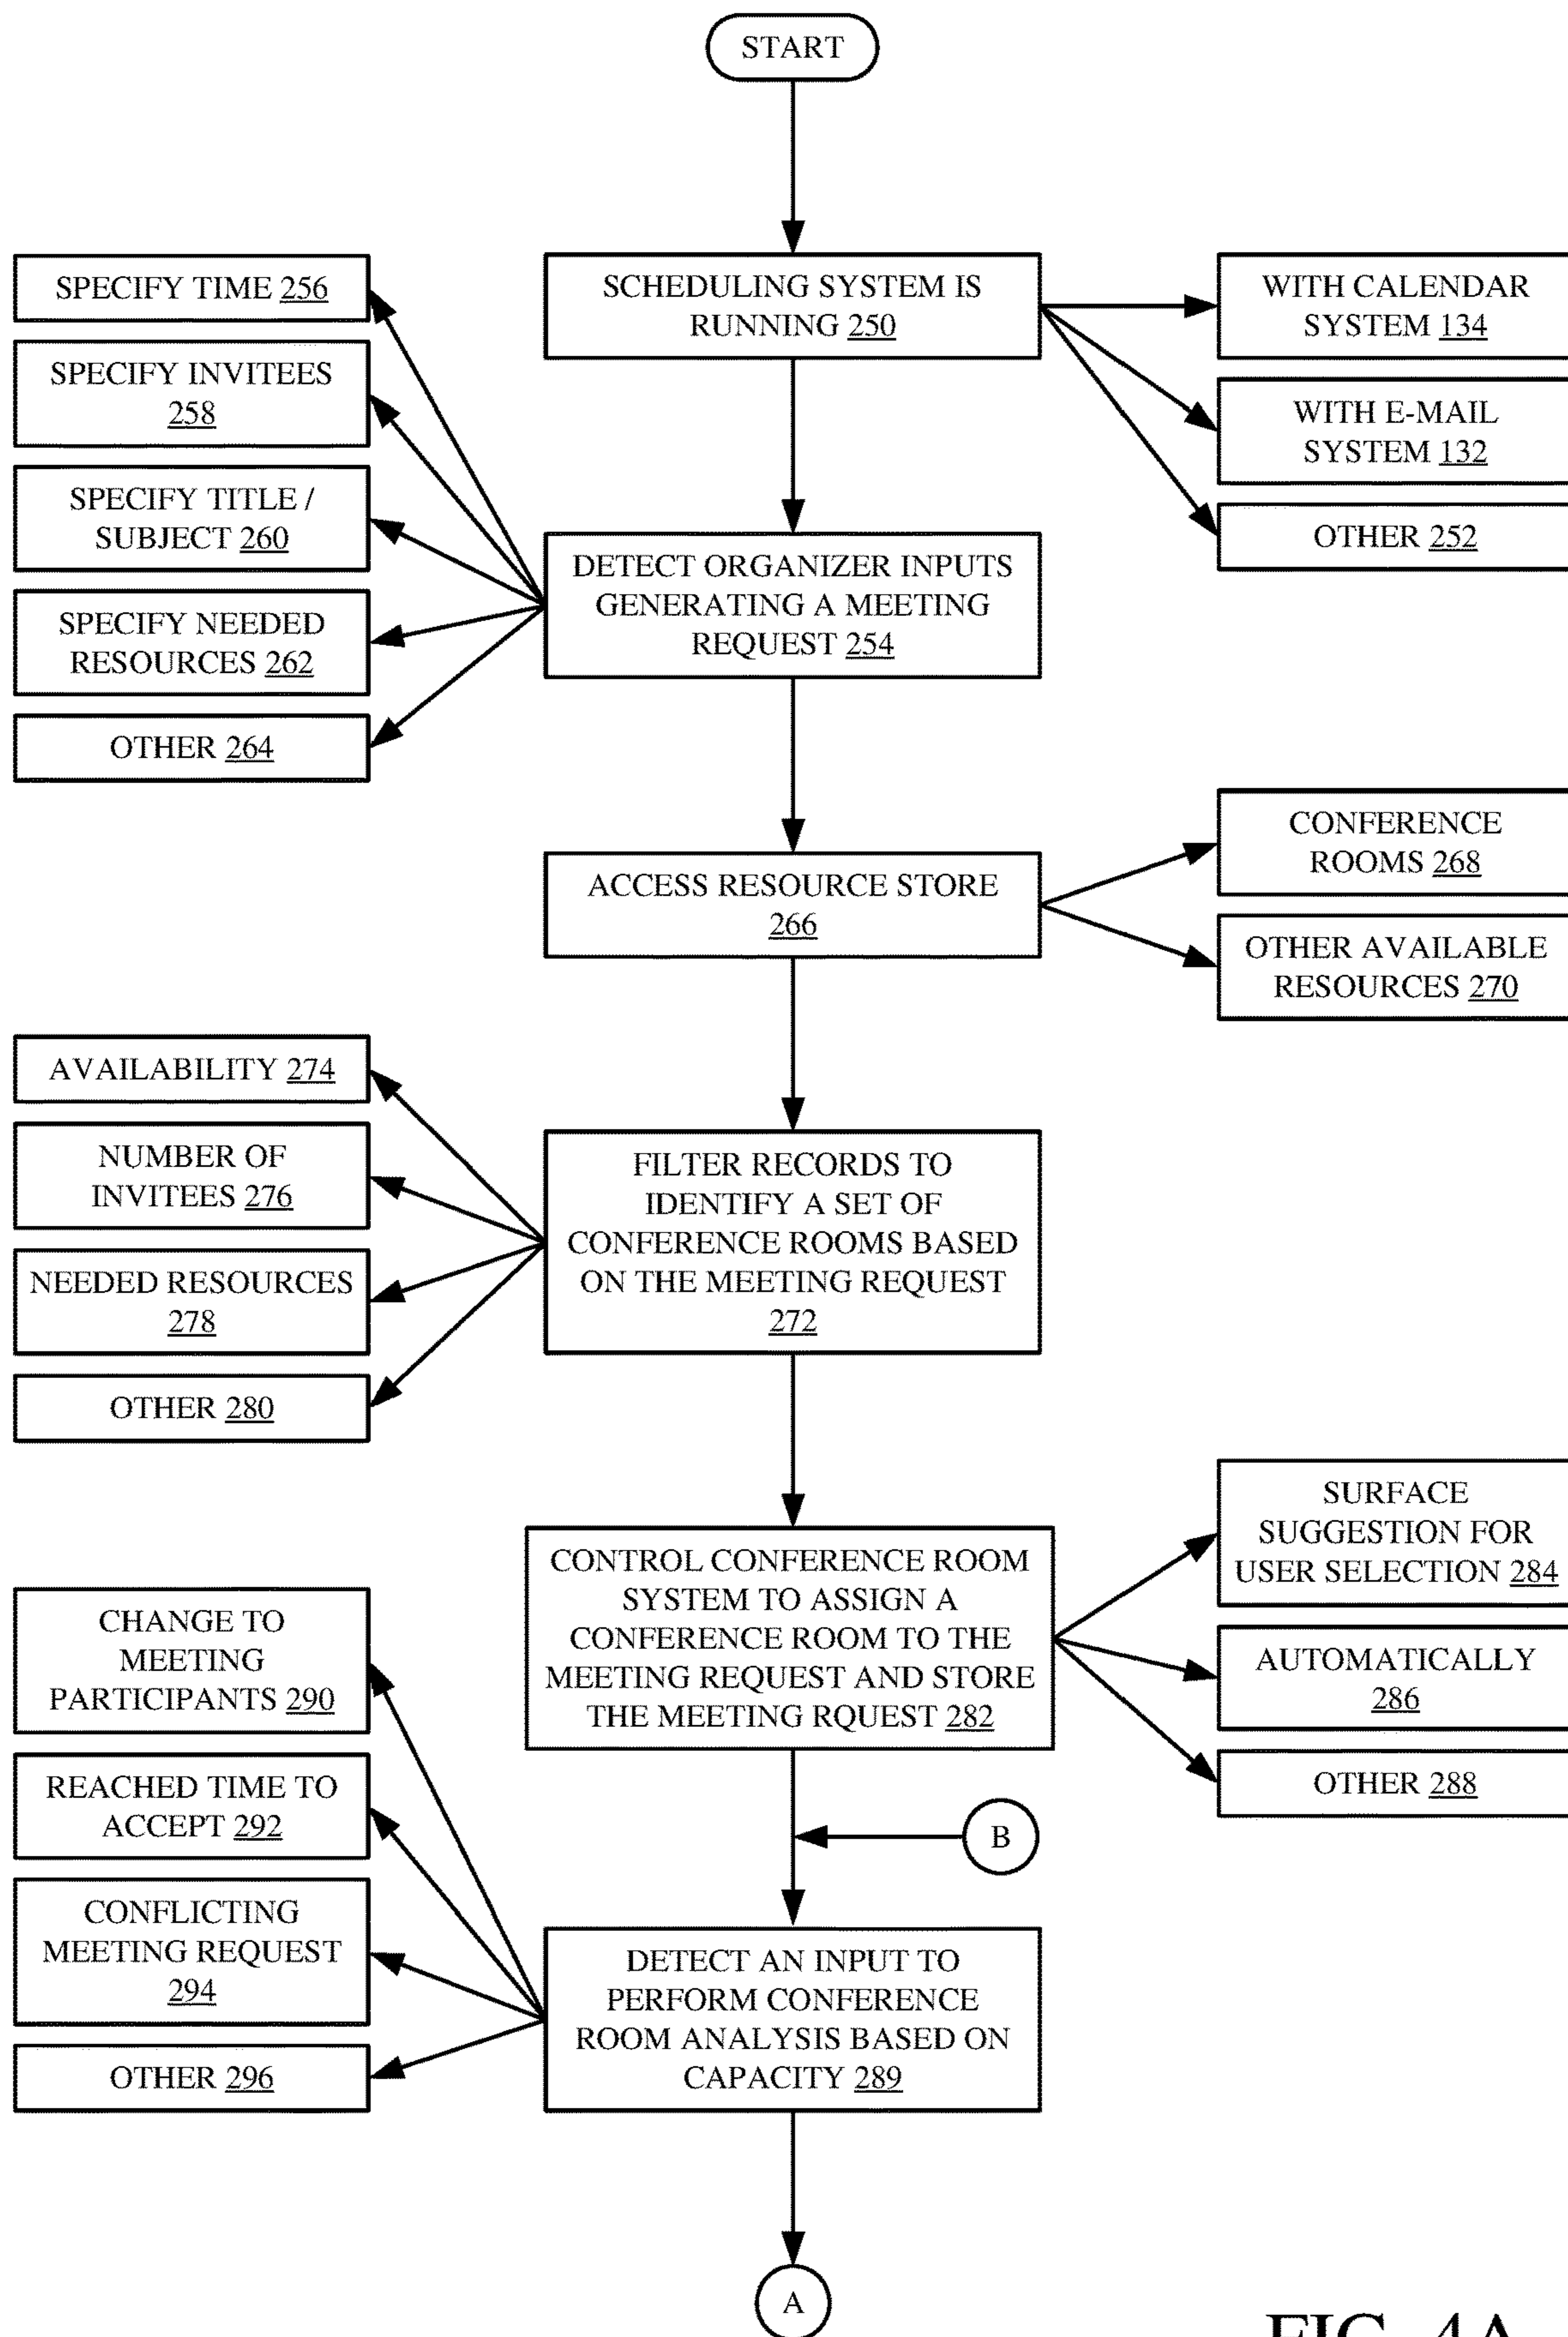 START
SPECIFY TIME 256
SPECIFY INVITEES
258
SPECIFY TITLE /
SUBJECT 260
SPECIFY NEEDED
RESOURCES 262
OTHER 264
SCHEDULING SYSTEM IS
RUNNING 250
WITH CALENDAR
SYSTEM 134
WITH E-MAIL
SYSTEM 132
OTHER 252
DETECT ORGANIZER INPUTS
GENERATING A MEETING
REQUEST 254
ACCESS RESOURCE STORE
266
CONFERENCE
ROOMS 268
OTHER AVAILABLE
RESOURCES 270
AVAILABILITY 274
NUMBER OF
INVITEES 276
NEEDED RESOURCES
278
OTHER 280
FILTER RECORDS TO
IDENTIFY A SET OF
CONFERENCE ROOMS BASED
ON THE MEETING REQUEST
272
CONTROL CONFERENCE ROOM
SYSTEM TO ASSIGN A
CONFERENCE ROOM TO THE
MEETING REQUEST AND STORE
THE MEETING RQUEST 282
SURFACE
SUGGESTION FOR
USER SELECTION 284
AUTOMATICALLY
286
OTHER 288
CHANGE TO
MEETING
PARTICIPANTS 290
REACHED TIME TO
ACCEPT 292
CONFLICTING
MEETING REQUEST
294
OTHER 296
B
DETECT AN INPUT TO
PERFORM CONFERENCE
ROOM ANALYSIS BASED ON
CAPACITY 289
A
FIG. 4A